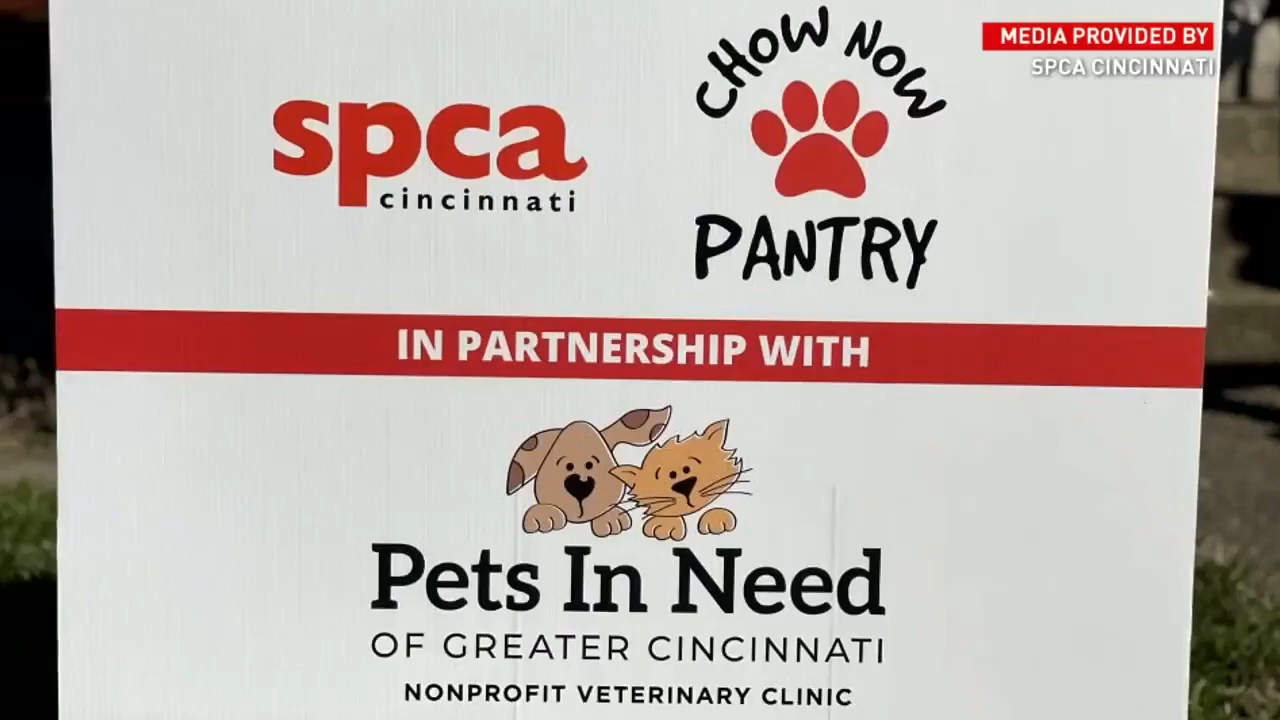 MEDIA PROVIDED BY
SPCA CINCINNATI
spca
cincinnati
CHOW NOW
PANTRY
IN PARTNERSHIP WITH
Pets In Need
OF GREATER CINCINNATI
NONPROFIT VETERINARY CLINIC